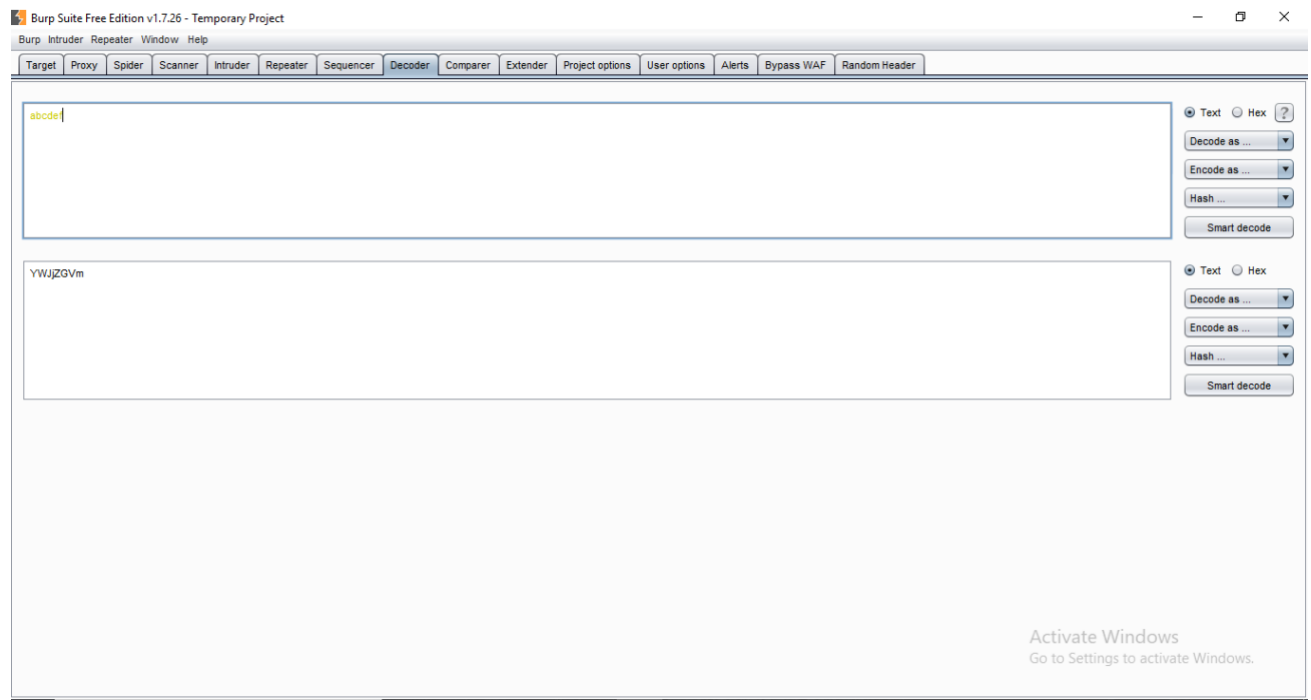 Burp Suite Free Edition v1.7.26 - Temporary Project
Burp Intruder Repeater Window Help
Target Proxy Spider Scanner Intruder Repeater Sequencer Decoder Comparer Extender Project options User options Alerts Bypass WAF Random Header
abcdef
Text Hex ?
Decode as ...
Encode as ...
Hash ...
Smart decode
YWJjZGVm
Text Hex
Decode as ...
Encode as ...
Hash ...
Smart decode
Activate Windows
Go to Settings to activate Windows.